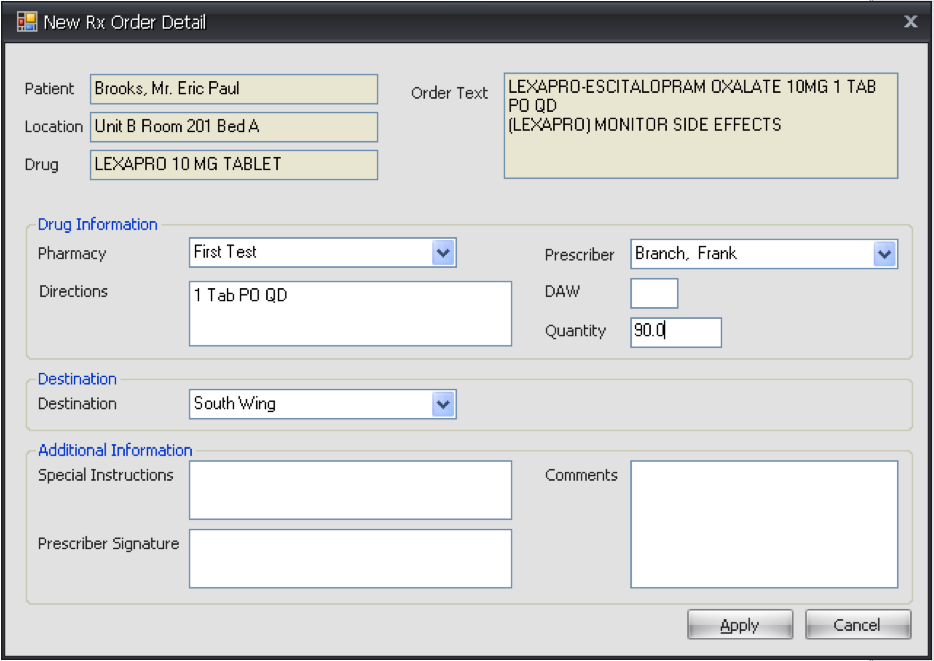 New Rx Order Detail
X
Patient
Brooks, Mr. Eric Paul
Location
Unit B Room 201 Bed A
Drug
LEXAPRO 10 MG TABLET
Order Text
LEXAPRO-ESCITALOPRAM OXALATE 10MG 1 TAB
PO QD
(LEXAPRO) MONITOR SIDE EFFECTS
Drug Information
Pharmacy
First Test
Prescriber
Branch, Frank
Directions
1 Tab PO QD
DAW
Quantity
90.0
Destination
Destination
South Wing
Additional Information
Special Instructions
Comments
Prescriber Signature
Apply
Cancel